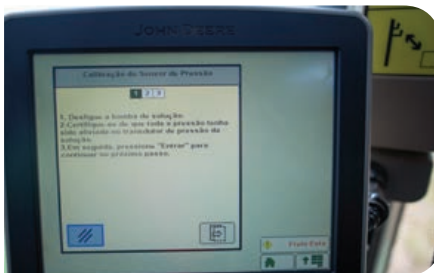 JOHN DEERE
Calibração do Sensor de Pressão
1 2 3
1. Desligue a bomba de solução.
2.Certifique-se de que toda a pressão tenha
sido aliviada no transdutor de pressão da
solução.
3.Em seguida, pressione "Entrar" para
continuar no próximo passo.